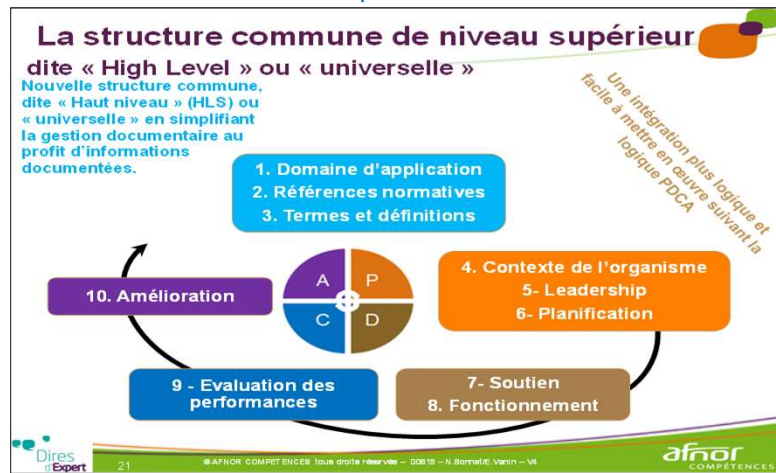 La structure commune de niveau supérieur
dite « High Level » ou « universelle »
Nouvelle structure commune,
dite « Haut niveau » (HLS) ou
« universelle » en simplifiant
la gestion documentaire au
profit d'informations
documentées.
Une intégration plus logique et
facile à mettre en œuvre suivant la
logique PDCA
1. Domaine d'application
2. Références normatives
3. Termes et définitions
A P
C D
4. Contexte de l'organisme
5- Leadership
6- Planification
10. Amélioration
9 - Evaluation des
performances
7- Soutien
8. Fonctionnement
Dires
d'Expert
21
©AFNOR COMPETENCES tous droits réservés – 00615 – N.Bonnet/E.Vanin – V4
afnor
COMPÉTENCES